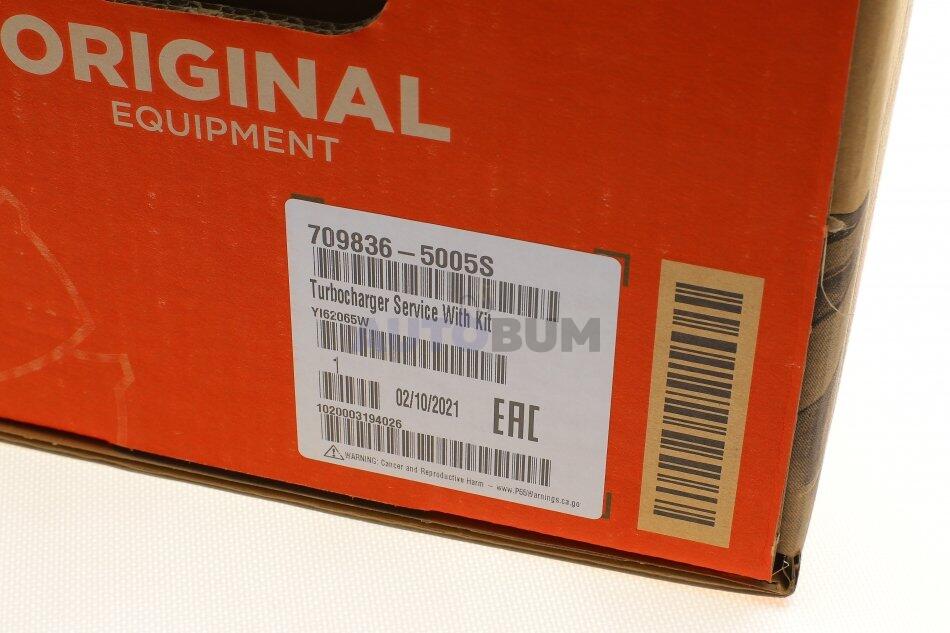 ORIGINAL
EQUIPMENT
709836-5005S
Turbocharger Service With Kit
YI62065W
AUTOBUM
1
02/10/2021
EAC
1020003194026
WARNING: Cancer and Reproductive Harm - www.P65Warnings.ca.go